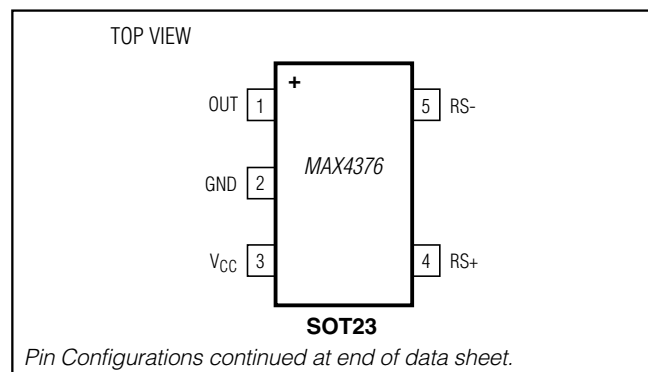 TOP VIEW
+
OUT 1
5 RS-
MAX4376
GND 2
VCC 3
4 RS+
SOT23
Pin Configurations continued at end of data sheet.